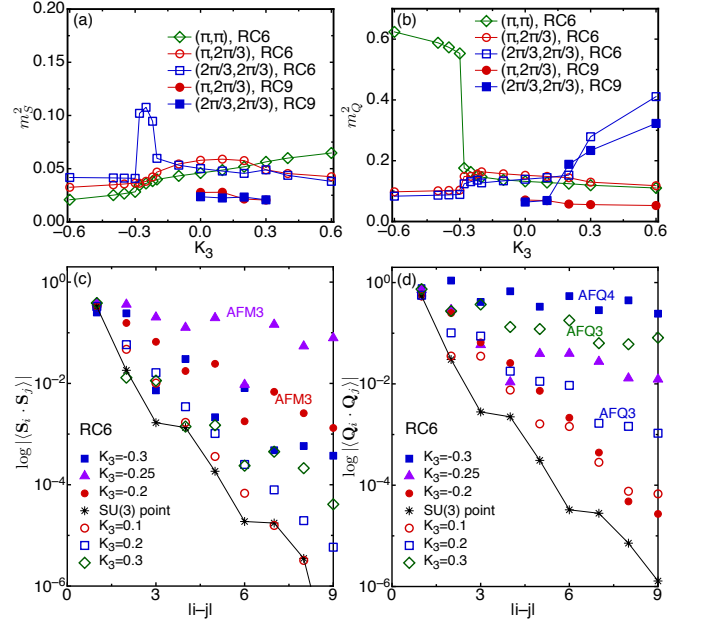 (a)
0.20
0.15
0.10
0.05
0.00
m²_S
(π,π), RC6
(π,2π/3), RC6
(2π/3,2π/3), RC6
(π,2π/3), RC9
(2π/3,2π/3), RC9
−0.6 −0.3 0.0 0.3 0.6
K₃
(b)
0.6
0.4
0.2
0.0
m²_Q
(π,π), RC6
(π,2π/3), RC6
(2π/3,2π/3), RC6
(π,2π/3), RC9
(2π/3,2π/3), RC9
−0.6 −0.3 0.0 0.3 0.6
K₃
(c)
10⁰
10⁻²
10⁻⁴
10⁻⁶
log |⟨S_i · S_j⟩|
AFM3
AFM3
RC6
K₃=-0.3
K₃=-0.25
K₃=-0.2
SU(3) point
K₃=0.1
K₃=0.2
K₃=0.3
0 3 6 9
|i−j|
(d)
10⁰
10⁻²
10⁻⁴
10⁻⁶
log |⟨Q_i · Q_j⟩|
AFQ4
AFQ3
AFQ3
RC6
K₃=-0.3
K₃=-0.25
K₃=-0.2
SU(3) point
K₃=0.1
K₃=0.2
K₃=0.3
0 3 6 9
|i−j|